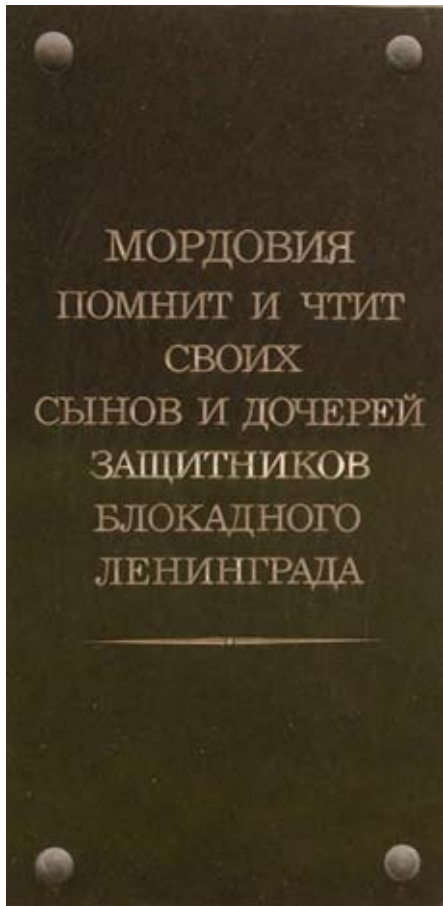 МОРДОВИЯ
ПОМНИТ И ЧТИТ
СВОИХ
СЫНОВ И ДОЧЕРЕЙ
ЗАЩИТНИКОВ
БЛОКАДНОГО
ЛЕНИНГРАДА